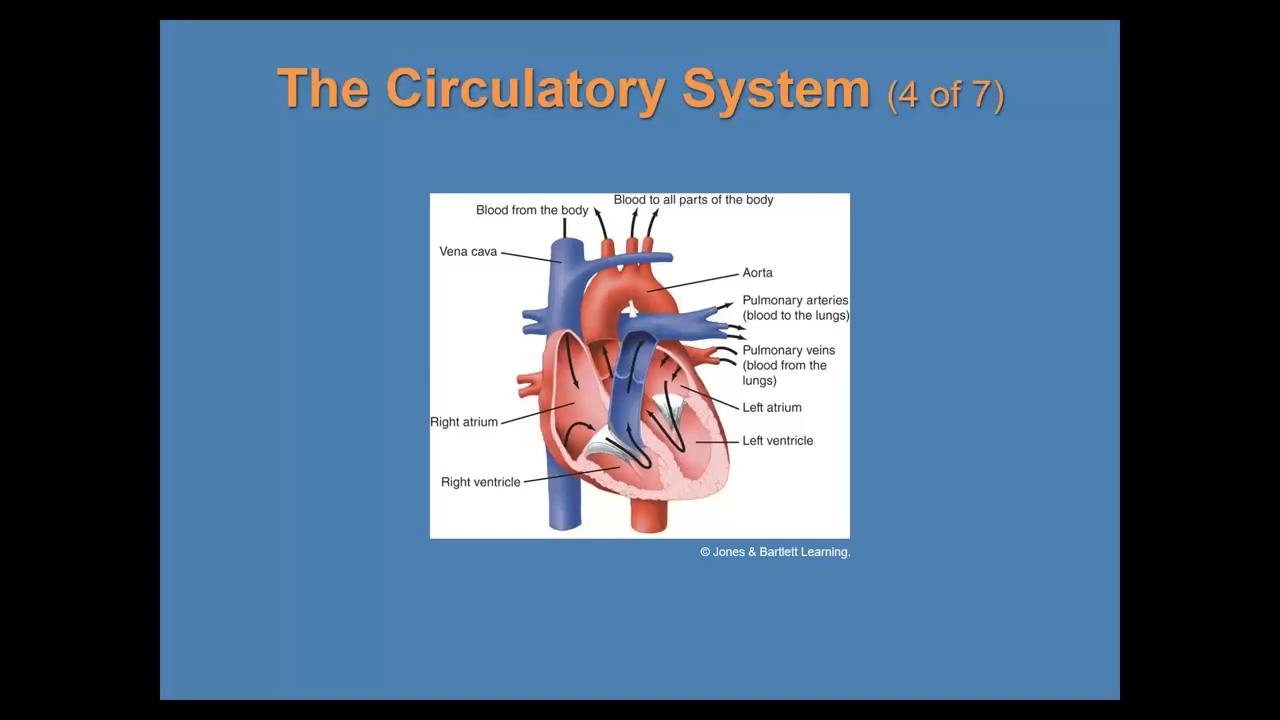 The Circulatory System (4 of 7)
Blood to all parts of the body
Blood from the body
Vena cava
Aorta
Pulmonary arteries
(blood to the lungs)
Pulmonary veins
(blood from the
lungs)
Left atrium
Right atrium
Left ventricle
Right ventricle
© Jones & Bartlett Learning.